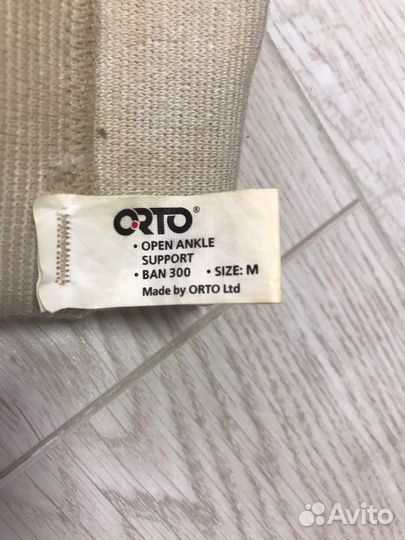 ORTO®
• OPEN ANKLE
SUPPORT
• BAN 300 • SIZE: M
Made by ORTO Ltd
Avito